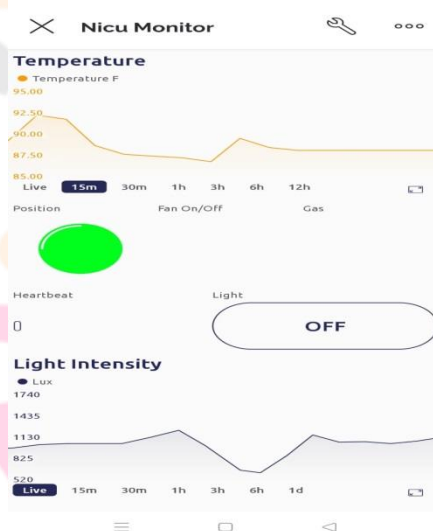 Nicu Monitor
Temperature
Temperature F
95.00
92.50
90.00
87.50
85.00
Live 15m 30m 1h 3h 6h 12h
Position Fan On/Off Gas
Heartbeat Light
0 OFF
Light Intensity
Lux
1740
1435
1130
825
520
Live 15m 30m 1h 3h 6h 1d